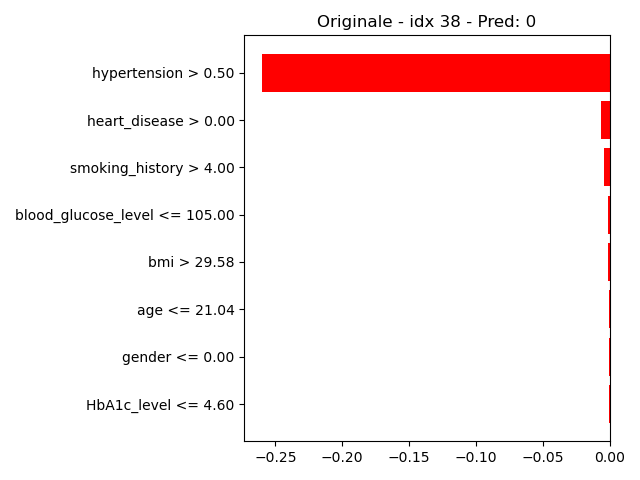 Originale - idx 38 - Pred: 0
hypertension > 0.50
heart_disease > 0.00
smoking_history > 4.00
blood_glucose_level <= 105.00
bmi > 29.58
age <= 21.04
gender <= 0.00
HbA1c_level <= 4.60
−0.25 −0.20 −0.15 −0.10 −0.05 0.00